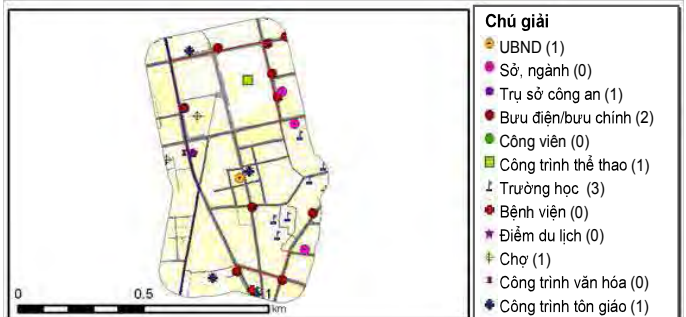 Chú giải
UBND (1)
Sở, ngành (0)
Trụ sở công an (1)
Bưu điện/bưu chính (2)
Công viên (0)
Công trình thể thao (1)
Trường học (3)
Bệnh viện (0)
Điểm du lịch (0)
Chợ (1)
Công trình văn hóa (0)
Công trình tôn giáo (1)
0 0.5 1
km